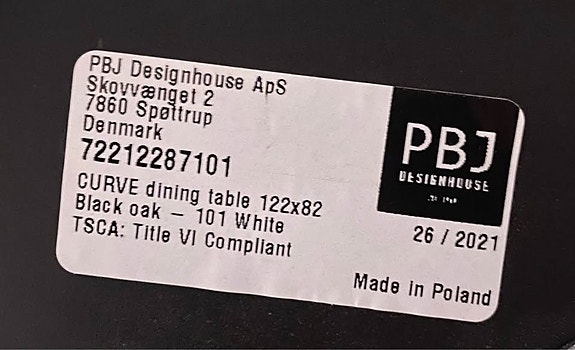 PBJ Designhouse ApS
Skovvænget 2
7860 Spøttrup
Denmark
72212287101
CURVE dining table 122x82
Black oak – 101 White
TSCA: Title VI Compliant
PBJ
DESIGNHOUSE
26 / 2021
Made in Poland